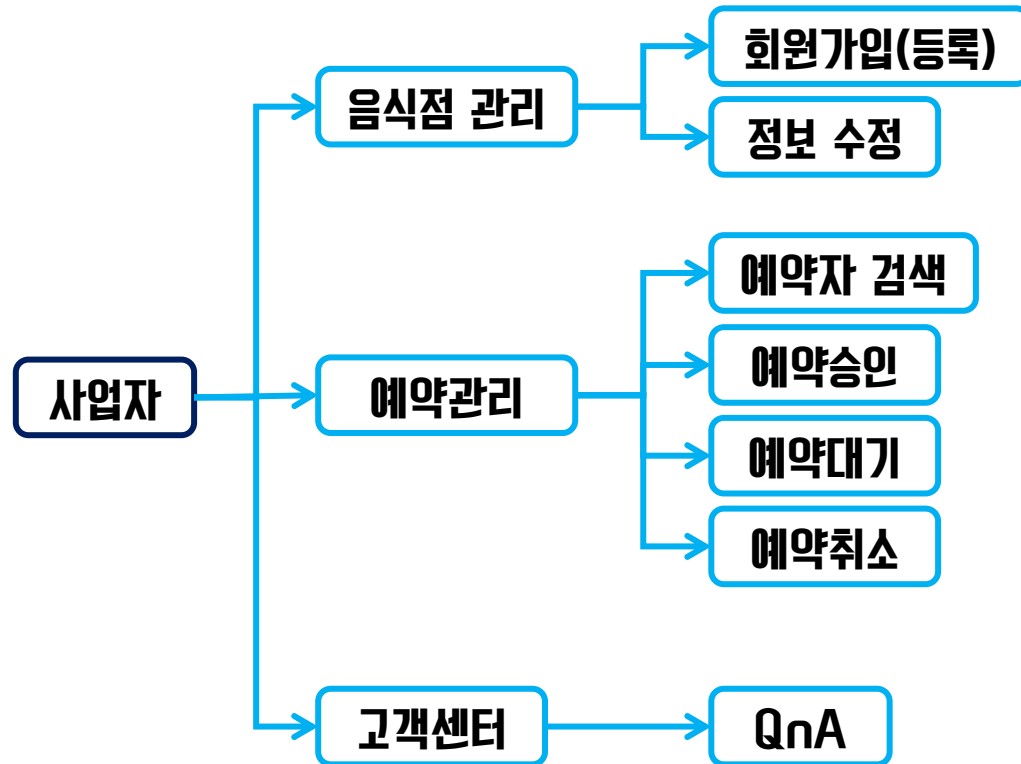 회원가입(등록)
음식점 관리
정보 수정
예약자 검색
예약승인
사업자
예약관리
예약대기
예약취소
고객센터
QnA